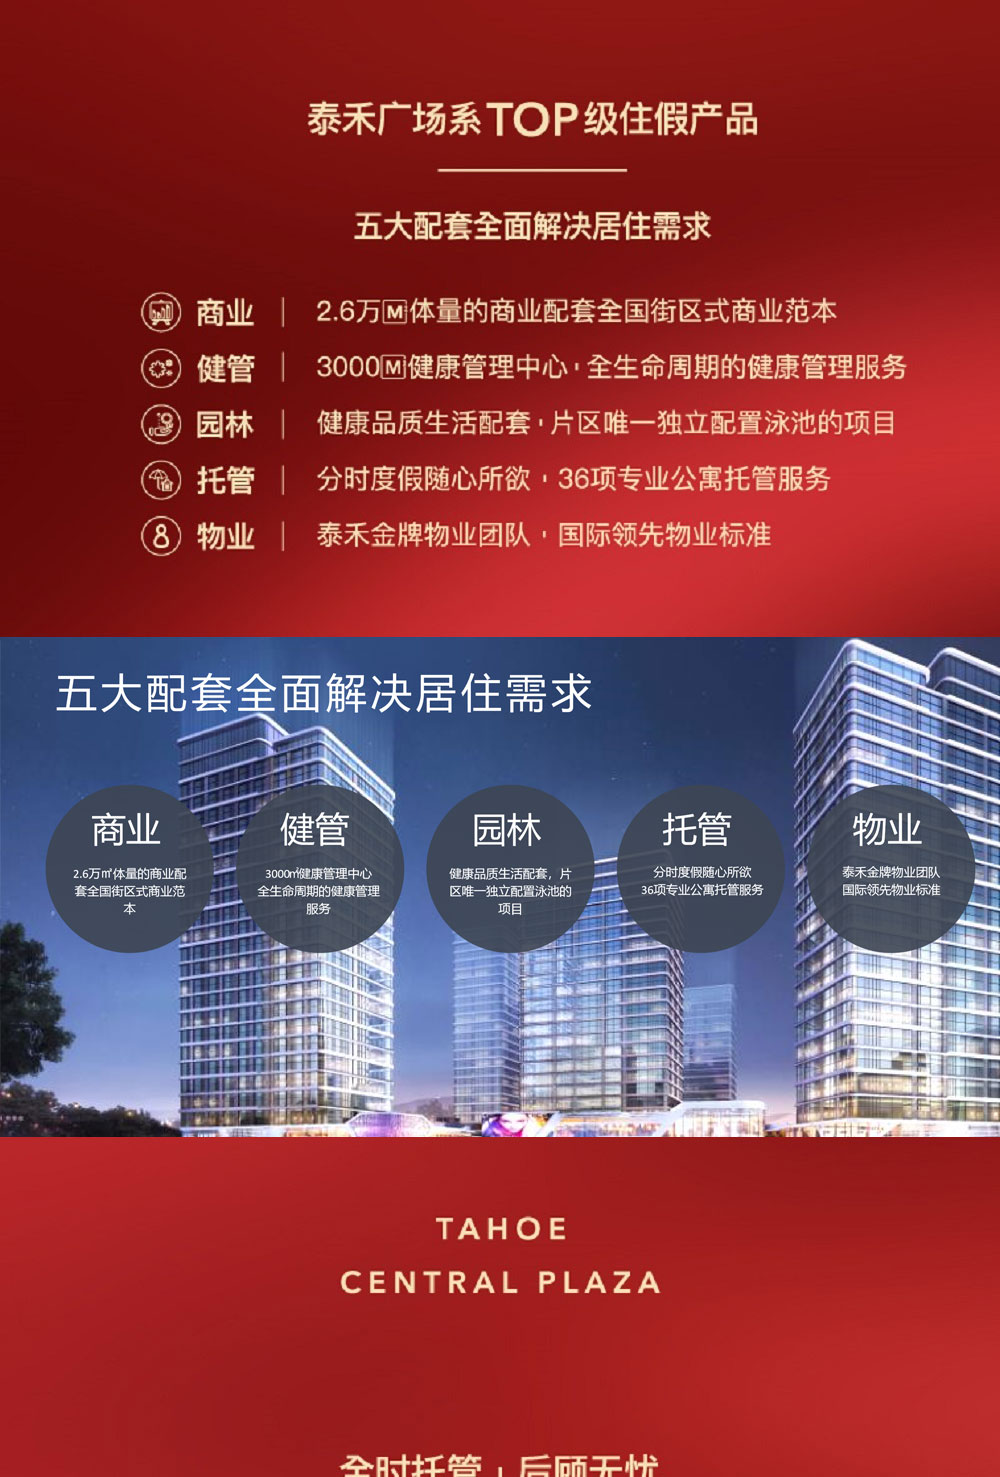 泰禾广场系TOP级住假产品
五大配套全面解决居住需求
商业 | 2.6万M体量的商业配套全国街区式商业范本
健管 | 3000M健康管理中心，全生命周期的健康管理服务
园林 | 健康品质生活配套，片区唯一独立配置泳池的项目
托管 | 分时度假随心所欲，36项专业公寓托管服务
物业 | 泰禾金牌物业团队，国际领先物业标准
五大配套全面解决居住需求
商业
2.6万㎡体量的商业配
套全国街区式商业范
本
健管
3000㎡健康管理中心
全生命周期的健康管理
服务
园林
健康品质生活配套，片
区唯一独立配置泳池的
项目
托管
分时度假随心所欲
36项专业公寓托管服务
物业
泰禾金牌物业团队
国际领先物业标准
TAHOE
CENTRAL PLAZA
全时托管，后顾无忧